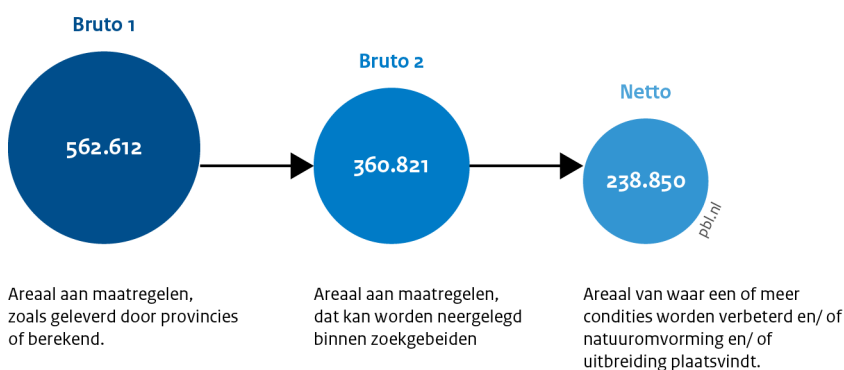 Bruto 1
562.612
Areaal aan maatregelen,
zoals geleverd door provincies
of berekend.
Bruto 2
360.821
Areaal aan maatregelen,
dat kan worden neergelegd
binnen zoekgebeiden
Netto
238.850
pbl.nl
Areaal van waar een of meer
condities worden verbeterd en/ of
natuuromvorming en/ of
uitbreiding plaatsvindt.